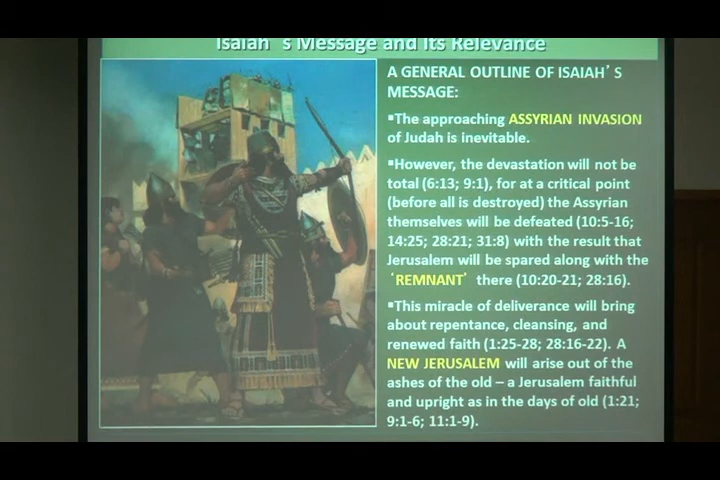 Isaiah's Message and Its Relevance
A GENERAL OUTLINE OF ISAIAH'S
MESSAGE:
▪The approaching ASSYRIAN INVASION
of Judah is inevitable.
▪However, the devastation will not be
total (6:13; 9:1), for at a critical point
(before all is destroyed) the Assyrian
themselves will be defeated (10:5-16;
14:25; 28:21; 31:8) with the result that
Jerusalem will be spared along with the
'REMNANT' there (10:20-21; 28:16).
▪This miracle of deliverance will bring
about repentance, cleansing, and
renewed faith (1:25-28; 28:16-22). A
NEW JERUSALEM will arise out of the
ashes of the old – a Jerusalem faithful
and upright as in the days of old (1:21;
9:1-6; 11:1-9).